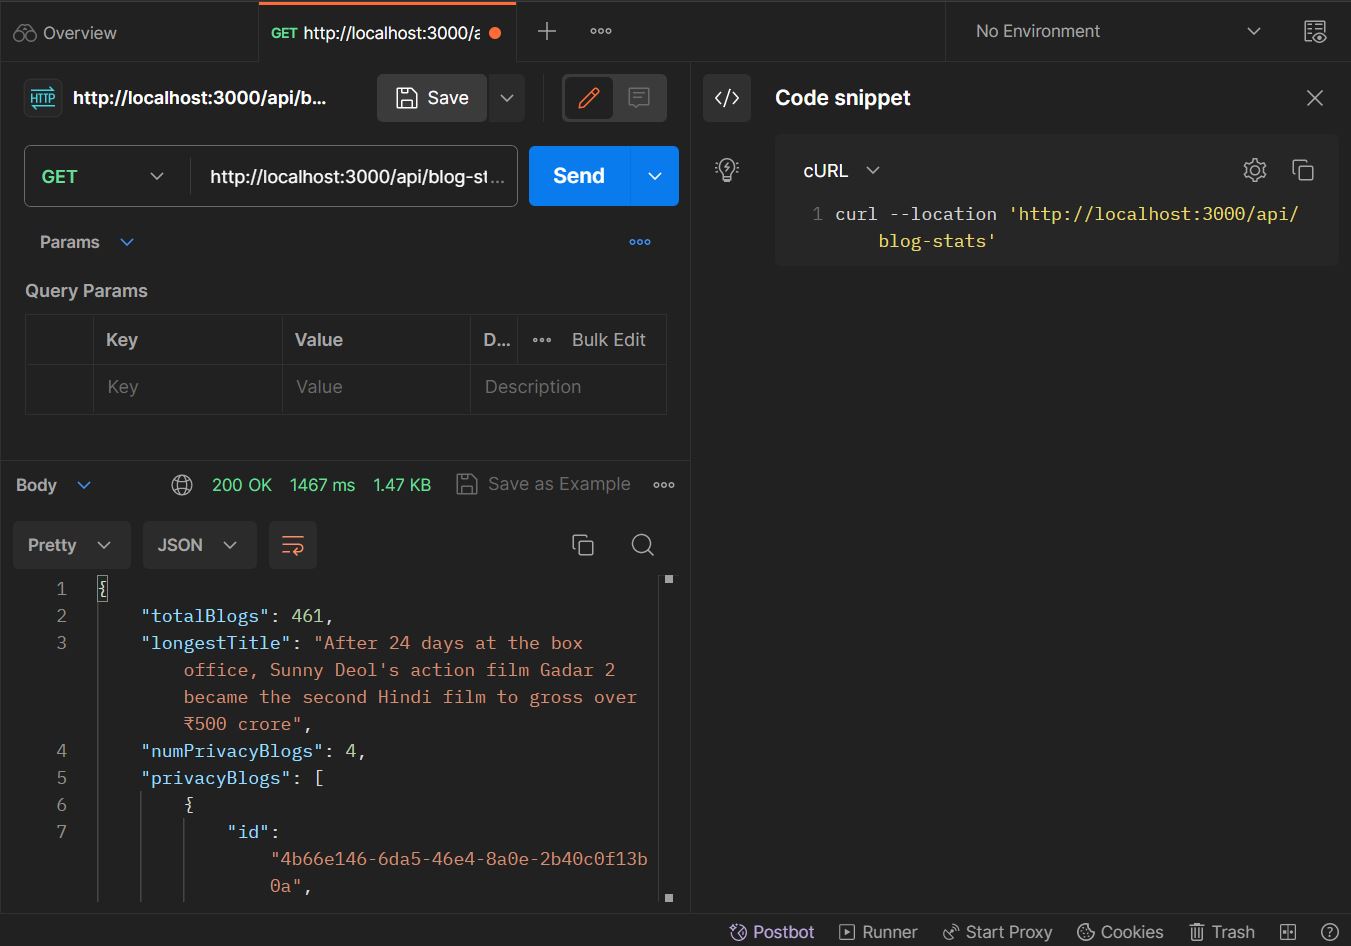 Overview
GET http://localhost:3000/a
No Environment
HTTP http://localhost:3000/api/b...
Save
GET
http://localhost:3000/api/blog-st...
Send
Params
Query Params
Key Value D... Bulk Edit
Key Value Description
Body
200 OK 1467 ms 1.47 KB Save as Example
Pretty JSON
1 {
2 "totalBlogs": 461,
3 "longestTitle": "After 24 days at the box
office, Sunny Deol's action film Gadar 2
became the second Hindi film to gross over
₹500 crore",
4 "numPrivacyBlogs": 4,
5 "privacyBlogs": [
6 {
7 "id":
"4b66e146-6da5-46e4-8a0e-2b40c0f13b
0a",
</> Code snippet
cURL
1 curl --location 'http://localhost:3000/api/
blog-stats'
Postbot Runner Start Proxy Cookies Trash